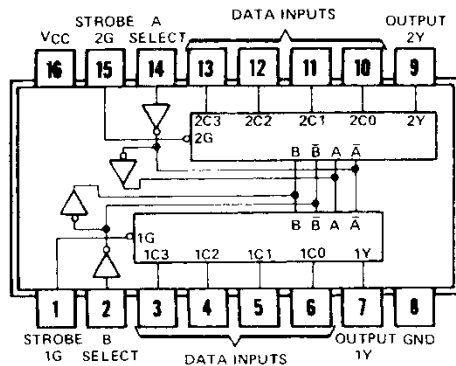 DATA INPUTS
STROBE A OUTPUT
VCC 2G SELECT 2Y
16 15 14 13 12 11 10 9
2C3 2C2 2C1 2C0 2Y
2G
B B̅ A A̅
B B̅ A A̅
1G
1C3 1C2 1C1 1C0 1Y
1 2 3 4 5 6 7 8
STROBE B OUTPUT GND
1G SELECT DATA INPUTS 1Y